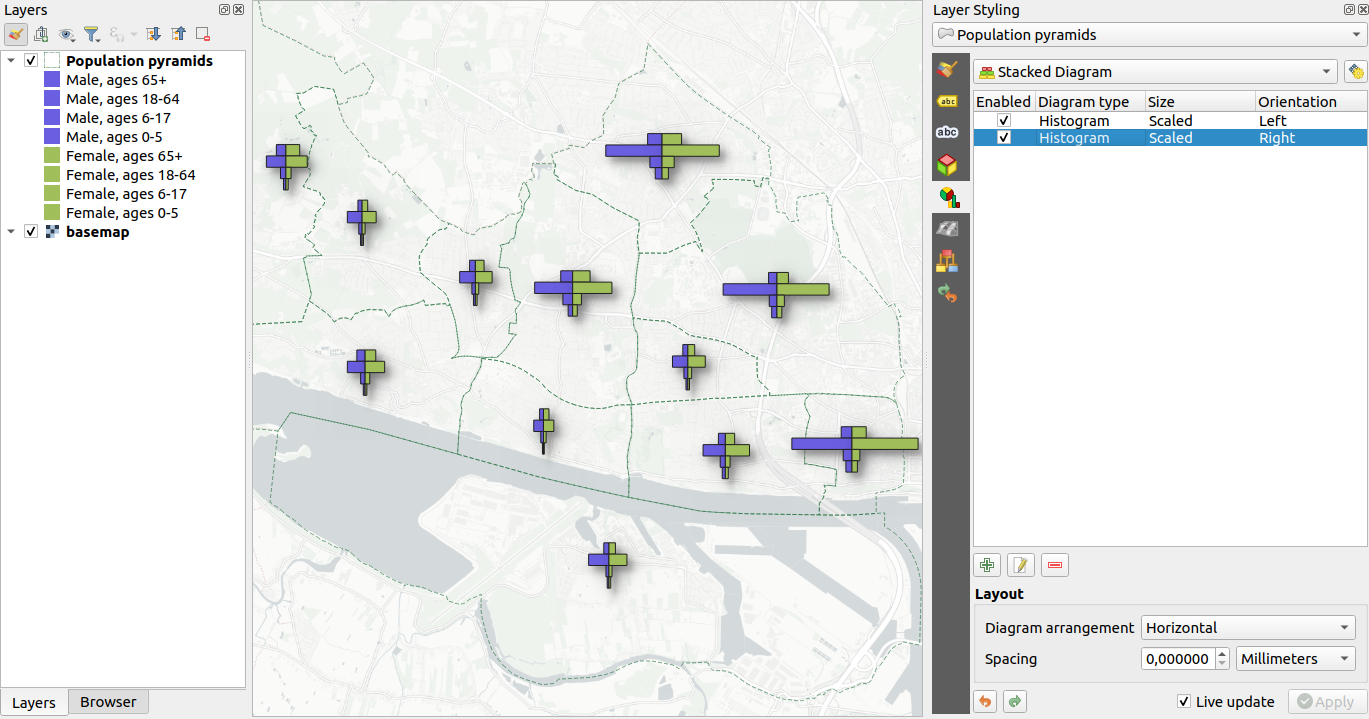 Layers
Population pyramids
Male, ages 65+
Male, ages 18-64
Male, ages 6-17
Male, ages 0-5
Female, ages 65+
Female, ages 18-64
Female, ages 6-17
Female, ages 0-5
basemap
Layers
Browser
Layer Styling
Population pyramids
abc
abc
Stacked Diagram
Enabled Diagram type Size Orientation
Histogram Scaled Left
Histogram Scaled Right
Layout
Diagram arrangement Horizontal
Spacing 0,000000 Millimeters
Live update
Apply